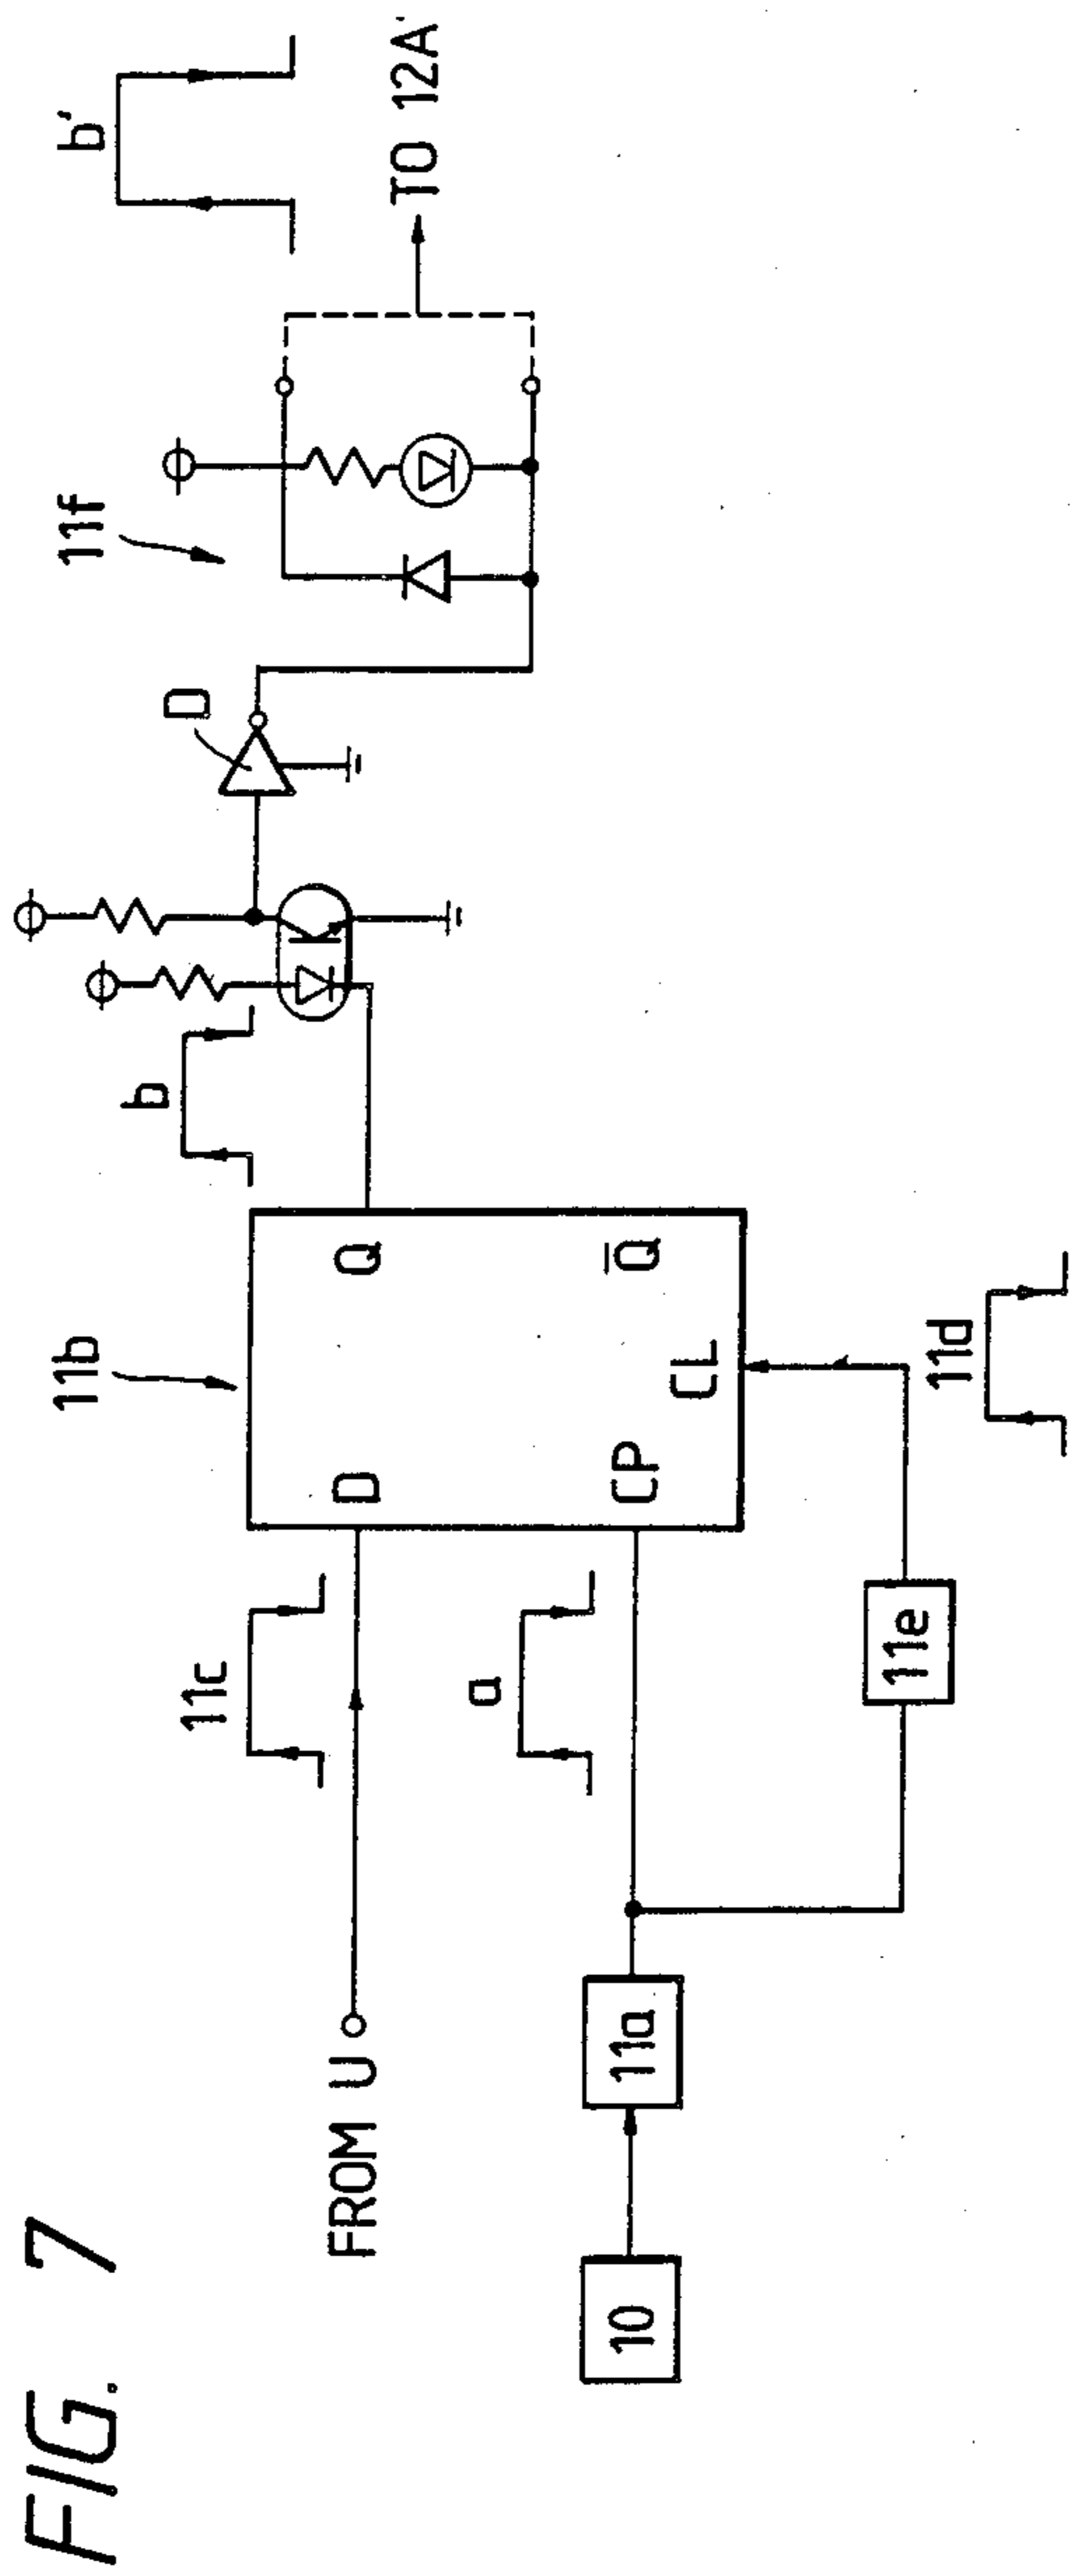 FIG. 7
11c
11b
b
D
11f
b'
FROM U
D
Q
TO 12A'
a
CP
Q̅
CL
10
11a
11e
11d